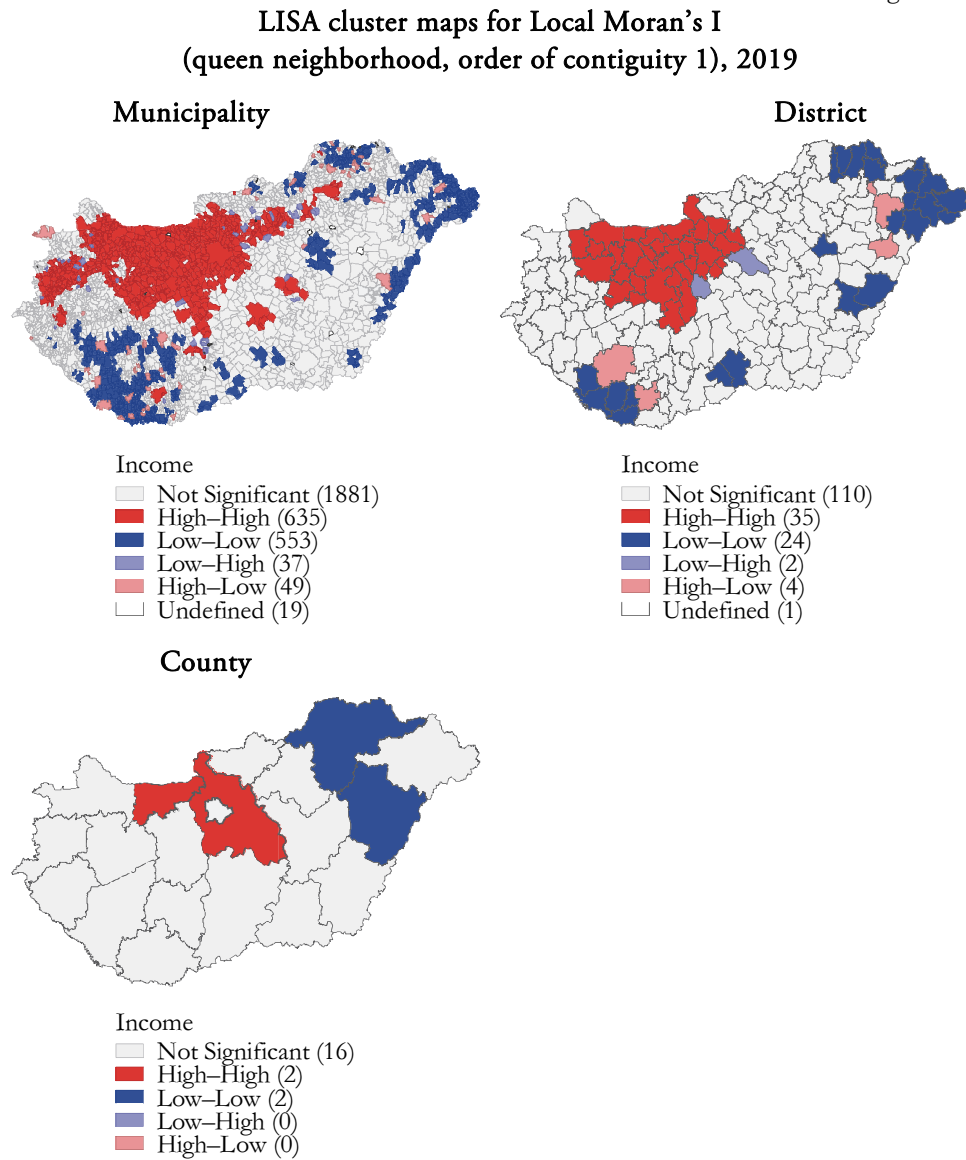 LISA cluster maps for Local Moran’s I
(queen neighborhood, order of contiguity 1), 2019
Municipality
District
Income
Not Significant (1881)
High–High (635)
Low–Low (553)
Low–High (37)
High–Low (49)
Undefined (19)
Income
Not Significant (110)
High–High (35)
Low–Low (24)
Low–High (2)
High–Low (4)
Undefined (1)
County
Income
Not Significant (16)
High–High (2)
Low–Low (2)
Low–High (0)
High–Low (0)